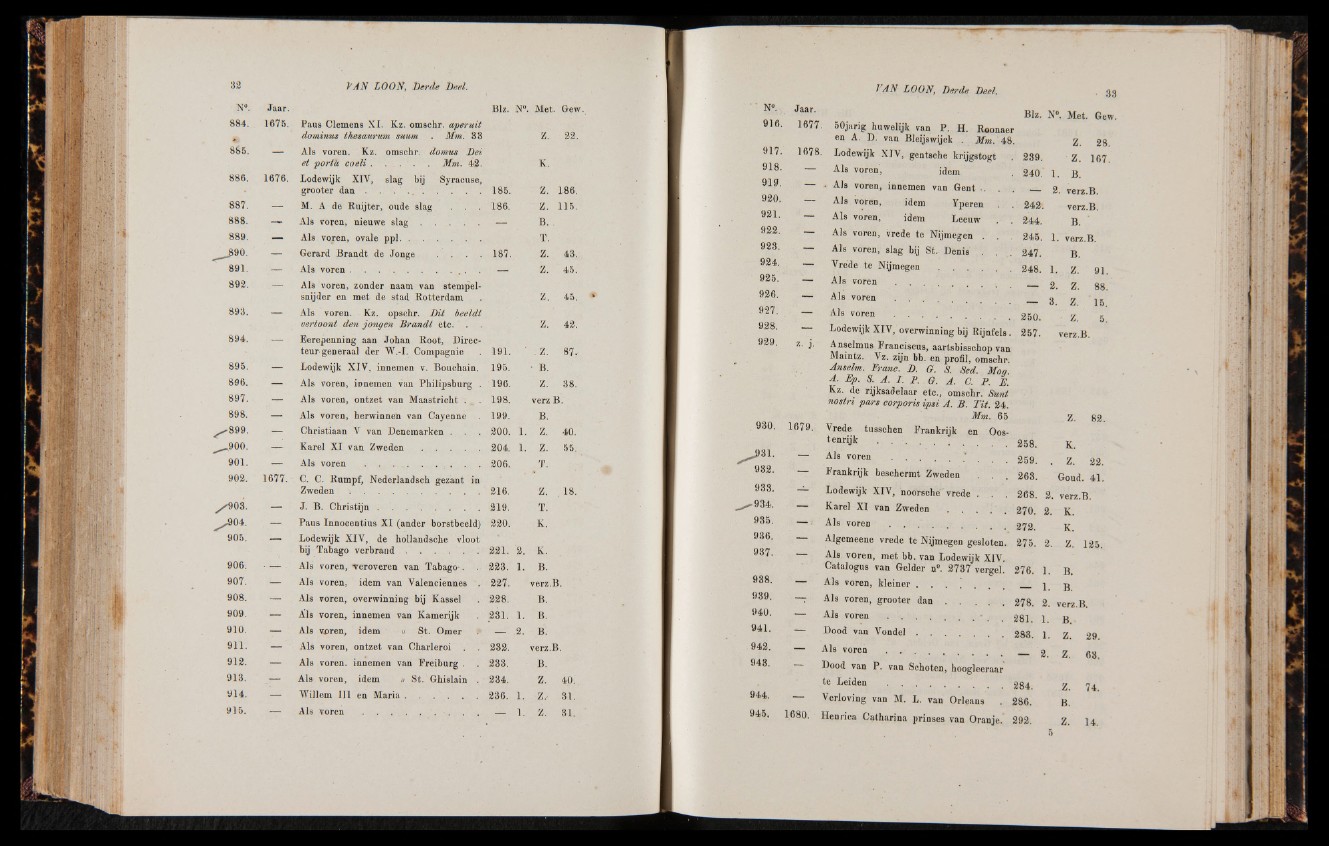 32 VAN LOON, Derde Deel.
N°. Jaar. Blz. N°. Met. Gew.
884. 1675. Paus Clemens XI. Kz. omschr. aperuit
dominus thesaurum suum . Mm. 33 Z. 22.
885. — Als voren. Kz. omschr. domus Dei
et porta coeli . . . . . Mm. 42. K.
886. 1676. Lodewijk XIV, slag bij Syracuse,
grooter dan . . . . . . . . 185. Z. 186.
887. — M. A de Ruijter, oude slag . . . 186. Z. 115.
888. — Als voren, nieuwe slag . . . . . — B.
889. — Als voren, ovale ppl. . . . . . . T.
890. — Gerard Brandt de Jonge . . . . 187. Z. 43.
891. — Als voren . . . . . . . . . . — Z. 45.
892. — Als voren, zonder naam van stempel-
snijder en met de stad Rotterdam . Z. 45.
893. — Als voren. Kz. opschr. Dit beeldt
vertoont den jongen Brandt etc. . . Z. 42.
894. — Eerepenning aan Johan Root, Direc-
teur-generaal der W.-I. Compagnie . 191. Z. 87.
895. — Lodewijk XIV, innemen v. Bouchain. 195. B.
896. — Als voren, innemen van Philipsburg . 196. Z. 38.
897. — Als voren, ontzet van Maastricht . . 198. verz B.
898. — Als voren, herwinnen van Cayenne . 199. B.
899. — Christiaan V van Denemarken . . . 200. 1. Z. 40.
900. — Karel XI van Zweden . . . . . 204. 1. Z. 55.
901. — Als voren . . . . . . . . . 206. T.
902. 1677. C. C. Rumpf, Nederlandsch gezant in
Zweden . . . . . . . . . . 216. Z. 18.
903. — J. B. Christijn . . . . . . . . 219. T.
904. — Paus Innocentius XI (ander borstbeeld) 220. K.
905. — Lodewijk XIV, de hollandsche vloot
bij Tabago verbrand . . . . . . 221. 2. K.
906. — Als voren, veroveren van Tabago . . 223. 1. B.
907. — Als voren, idem van Valenciennes . 227. verz.B.
908. — Als voren, overwinning bij Kassel . 228. B.
909. — Als voren, innemen van Kamerijk . 231. 1. B.
910. — Als voren, idem » St. Omer — 2. B.
911. — Als voren, ontzet van Charleroi . . 232. verz.B.
912. — Als voren. innemen van Freiburg . . 233. B.
913. — Als voren, idem » St. Ghislain . 234. Z. 40.
914. — Willem III en Maria . . . . . . 236. 1. Z. 31.
915. — Als voren . . . . . . . . . — 1. Z. 31.
VAN LOON, Derde Deel. 33
N°. Jaar. Blz. N°. Met. Gew.
916. 1677. 50jarig huwelijk van P. H. Roonaer
en A. D. van Bleijswijck . Mm. 48. Z. 28.
917. 1678. Lodewijk XIV, gentsche krijgstogt . 239. Z. 167.
918. — Als voren, idem . 240. 1. B.
919. — Als voren, innemen van Gent . . . . — 2. verz.B.
920. — Als voren, idem Yperen . . 242. verz.B.
921. — Als voren, idem Leeuw . . 244. B.
922. — Als voren, vrede te Nijmegen . . . 245. 1. verz.B.
923. — Als voren, slag bij St. Denis . . . 247. B.
924. — Vrede te Nijmegen . . . . . . 248. 1. Z. 91.
925. — Als voren . . . . . . . . . — 2. Z. 88.
926. — Als voren . . . . . . . . . — 3. Z. 15.
927. — Als voren . . . . . . . . . 250. Z. 5.
928. — Lodewijk XIV, overwinning bij Rijnfels. 257. verz.B.
929. z. j. Anselmus Franciscus, aartsbisschop van
Maintz. Vz. zijn bb. en profil, omschr.
Anselm. Franc. D. G. S. Sed. Mog.
A. Ep. S. A. I. P. G. A. C. P. E.
Kz. de rijksadelaar etc., omschr. Sunt
nostri pars corporis ipsi A. B. Tit. 24.
Mm. 65 Z. 82.
930. 1679. Vrede tusschen Frankrijk en Oos-
tenrijk . . . . . . . . . . 258. K.
931. — Als voren . . . . . . . . . 259. . Z. 22.
932. — Frankrijk beschermt Zweden . . . 263. Goud. 41.
933. — Lodewijk XIV, noorsche vrede . . . 268. 2. verz.B.
934. — Karel XI van Zweden . . . . . 270. 2. K.
935. — Als voren . . . . . . . . . 272. K.
936. — Algemeene vrede te Nijmegen gesloten. 275. 2. Z. 125.
937. — Als voren, met bb. van Lodewijk XIV.
Catalogus van Gelder n°. 2737 vergel. 276. 1. B.
938. — Als voren, kleiner . . . . . . . — 1. B.
939. — Als voren, grooter dan . . . . . 278. 2. verz.B.
940. — Als voren . . . . . . . . . 281. 1. B.
941. — Dood van Vondel . . . . . . . 283. 1. Z. 29.
942. — Als voren . . . . . . . . . — 2. Z. 63.
943. — Dood van P. van Schoten, hoogleeraar
te Leiden . . . . . . . . . 284. Z. 74.
944. — Verloving van M. L. van Orleans . 286. B.
945. 1680. Henrica Catharina prinses van Oranje. 292. Z. 14.
5